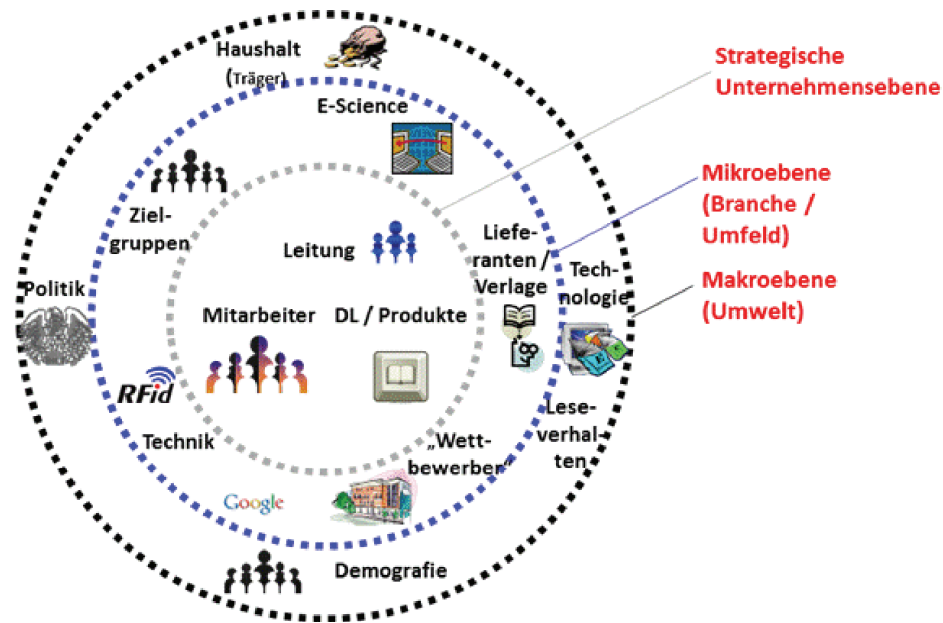 Haushalt
(Träger)
E-Science
Ziel-
gruppen
Leitung
Liefe-
ranten /
Verlage
Tech-
nologie
Politik
Mitarbeiter
DL / Produkte
RFid
Technik
„Wett-
bewerber“
Lese-
verhal-
ten
Google
Demografie
Strategische
Unternehmensebene
Mikroebene
(Branche /
Umfeld)
Makroebene
(Umwelt)